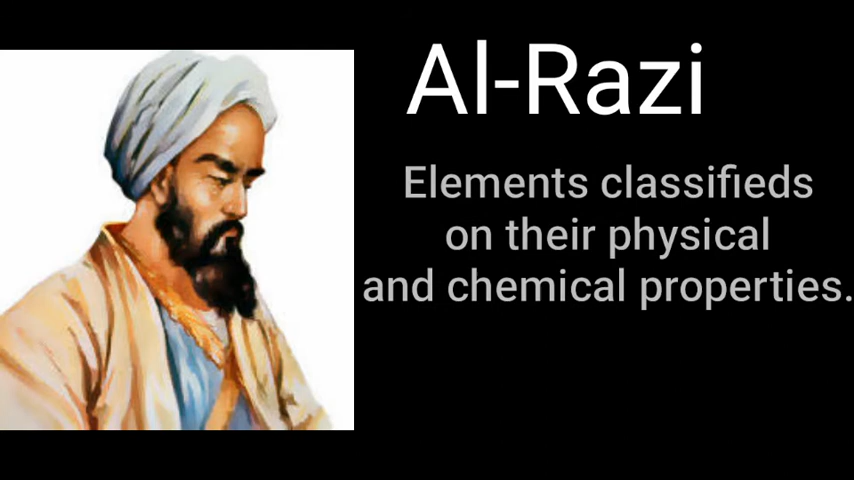 Al-Razi
Elements classifieds
on their physical
and chemical properties.